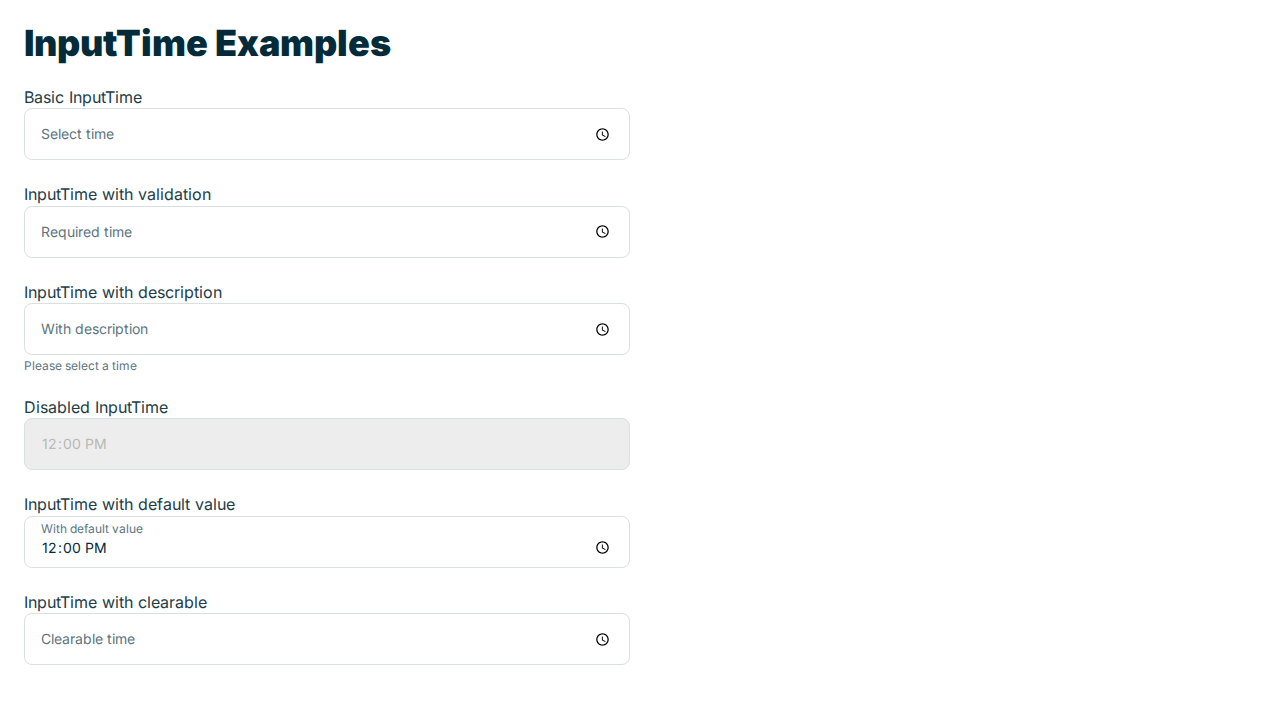 InputTime Examples
Basic InputTime
Select time
InputTime with validation
Required time
InputTime with description
With description
Please select a time
Disabled InputTime
12:00 PM
InputTime with default value
With default value
12:00 PM
InputTime with clearable
Clearable time